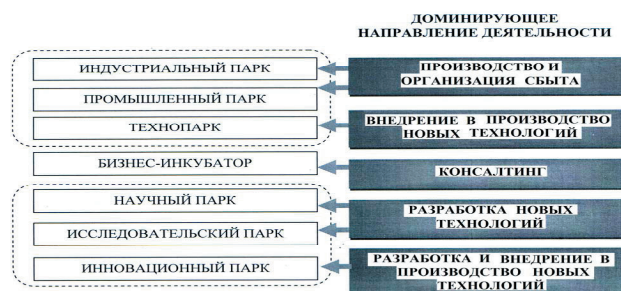 ДОМИНИРУЮЩЕЕ
НАПРАВЛЕНИЕ ДЕЯТЕЛЬНОСТИ
ИНДУСТРИАЛЬНЫЙ ПАРК
ПРОМЫШЛЕННЫЙ ПАРК
ПРОИЗВОДСТВО И
ОРГАНИЗАЦИЯ СБЫТА
ТЕХНОПАРК
ВНЕДРЕНИЕ В ПРОИЗВОДСТВО
НОВЫХ ТЕХНОЛОГИЙ
БИЗНЕС-ИНКУБАТОР
КОНСАЛТИНГ
НАУЧНЫЙ ПАРК
ИССЛЕДОВАТЕЛЬСКИЙ ПАРК
РАЗРАБОТКА НОВЫХ
ТЕХНОЛОГИЙ
ИННОВАЦИОННЫЙ ПАРК
РАЗРАБОТКА И ВНЕДРЕНИЕ В
ПРОИЗВОДСТВО НОВЫХ
ТЕХНОЛОГИЙ